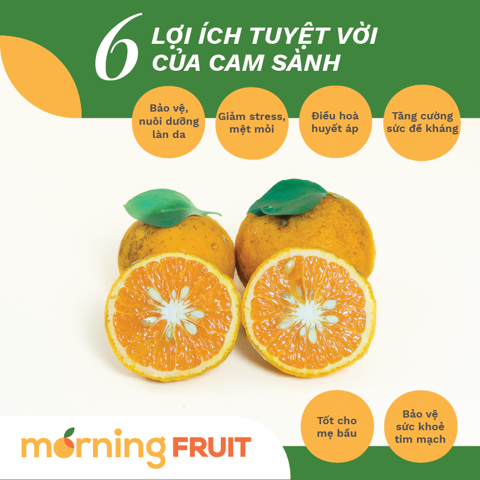 6
LỢI ÍCH TUYỆT VỜI
CỦA CAM SÀNH
Bảo vệ,
nuôi dưỡng
làn da
Giảm stress,
mệt mỏi
Điều hoà
huyết áp
Tăng cường
sức đề kháng
Tốt cho
mẹ bầu
Bảo vệ
sức khoẻ
tim mạch
morning FRUIT